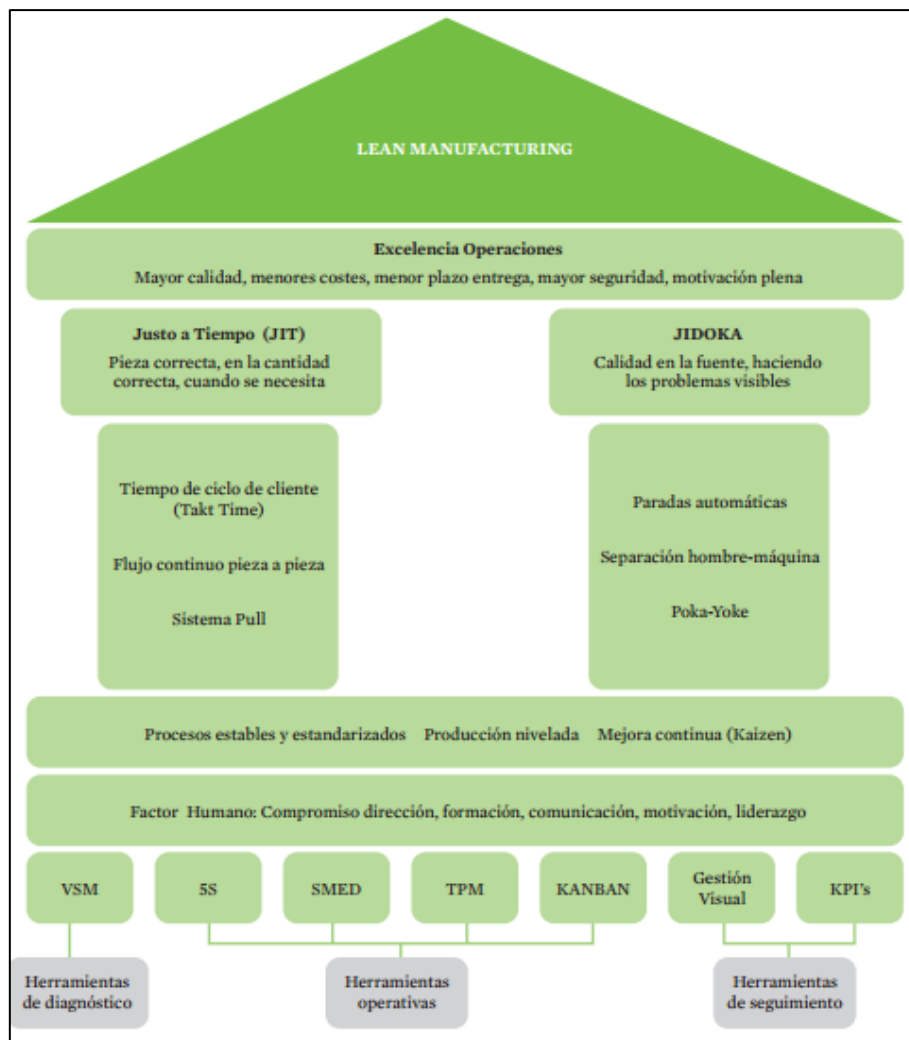 LEAN MANUFACTURING
Excelencia Operaciones
Mayor calidad, menores costes, menor plazo entrega, mayor seguridad, motivación plena
Justo a Tiempo (JIT)
Pieza correcta, en la cantidad
correcta, cuando se necesita
JIDOKA
Calidad en la fuente, haciendo
los problemas visibles
Tiempo de ciclo de cliente
(Takt Time)
Flujo continuo pieza a pieza
Sistema Pull
Paradas automáticas
Separación hombre-máquina
Poka-Yoke
Procesos estables y estandarizados Producción nivelada Mejora continua (Kaizen)
Factor Humano: Compromiso dirección, formación, comunicación, motivación, liderazgo
VSM
5S
SMED
TPM
KANBAN
Gestión
Visual
KPI's
Herramientas
de diagnóstico
Herramientas
operativas
Herramientas
de seguimiento